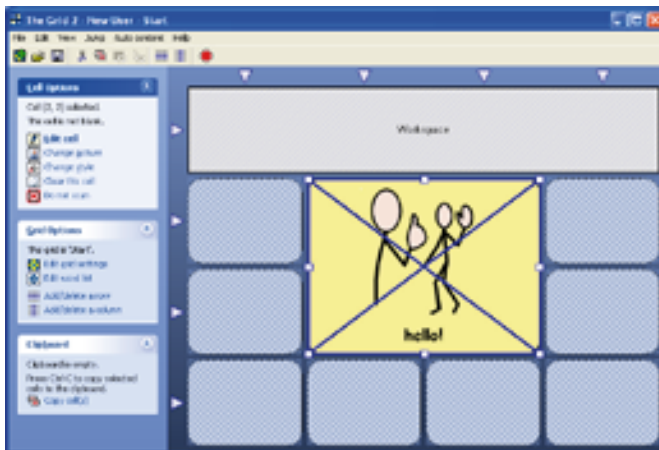 The Grid 2 - New User - Start
File Edit View Jump Auto content Help
Cell Options
Cell (2, 2) selected.
The cell is not blank.
Edit cell
Change picture
Change style
Clear this cell
Do not scan
Workspace
Grid Options
The grid is 'Start'.
Edit grid settings
Edit word list
Add/Delete a row
Add/Delete a column
hello!
Clipboard
Clipboard is empty.
Press Ctrl-C to copy selected
cells to the clipboard.
Copy cell(s)